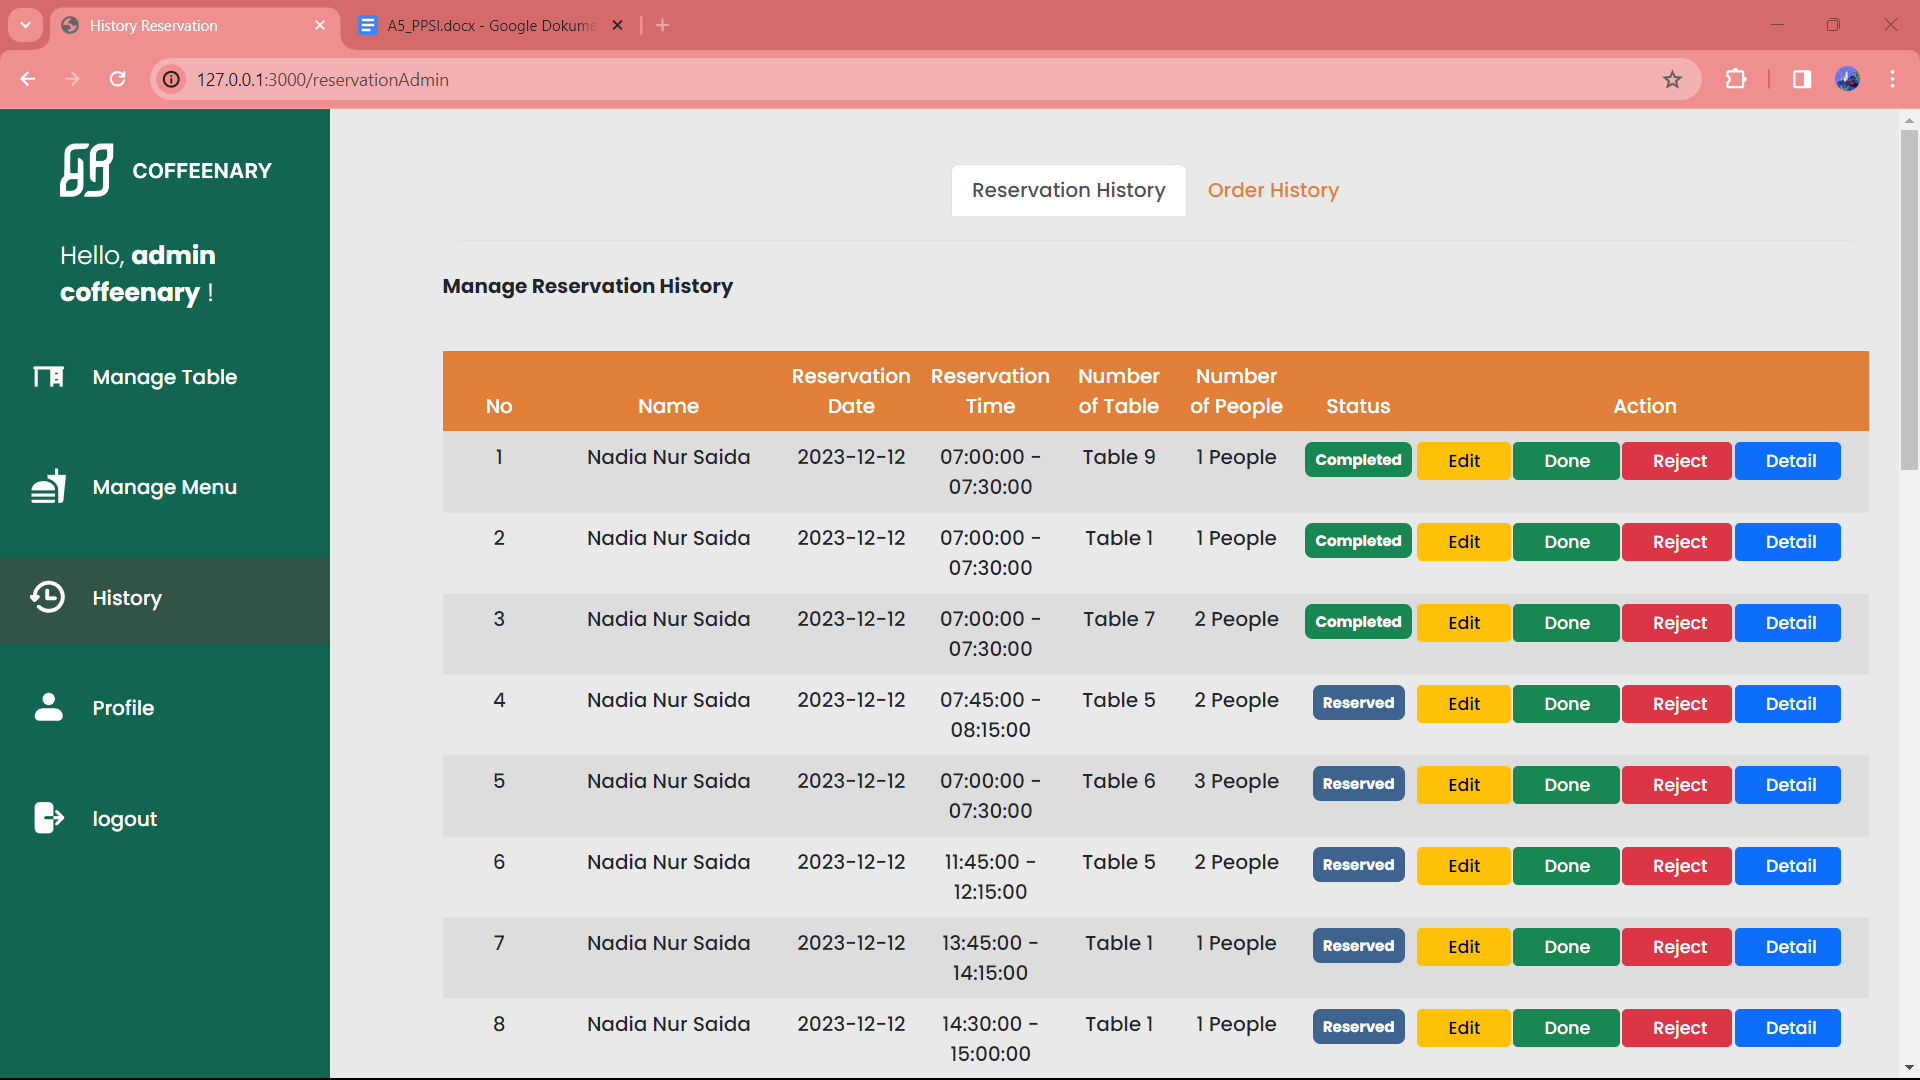 History Reservation
A5_PPSI.docx - Google Dokume
127.0.0.1:3000/reservationAdmin
COFFEENARY
Hello, admin
coffeenary !
Manage Table
Manage Menu
History
Profile
logout
Reservation History Order History
Manage Reservation History
No Name Reservation Date Reservation Time Number of Table Number of People Status Action
1 Nadia Nur Saida 2023-12-12 07:00:00 - 07:30:00 Table 9 1 People Completed Edit Done Reject Detail
2 Nadia Nur Saida 2023-12-12 07:00:00 - 07:30:00 Table 1 1 People Completed Edit Done Reject Detail
3 Nadia Nur Saida 2023-12-12 07:00:00 - 07:30:00 Table 7 2 People Completed Edit Done Reject Detail
4 Nadia Nur Saida 2023-12-12 07:45:00 - 08:15:00 Table 5 2 People Reserved Edit Done Reject Detail
5 Nadia Nur Saida 2023-12-12 07:00:00 - 07:30:00 Table 6 3 People Reserved Edit Done Reject Detail
6 Nadia Nur Saida 2023-12-12 11:45:00 - 12:15:00 Table 5 2 People Reserved Edit Done Reject Detail
7 Nadia Nur Saida 2023-12-12 13:45:00 - 14:15:00 Table 1 1 People Reserved Edit Done Reject Detail
8 Nadia Nur Saida 2023-12-12 14:30:00 - 15:00:00 Table 1 1 People Reserved Edit Done Reject Detail